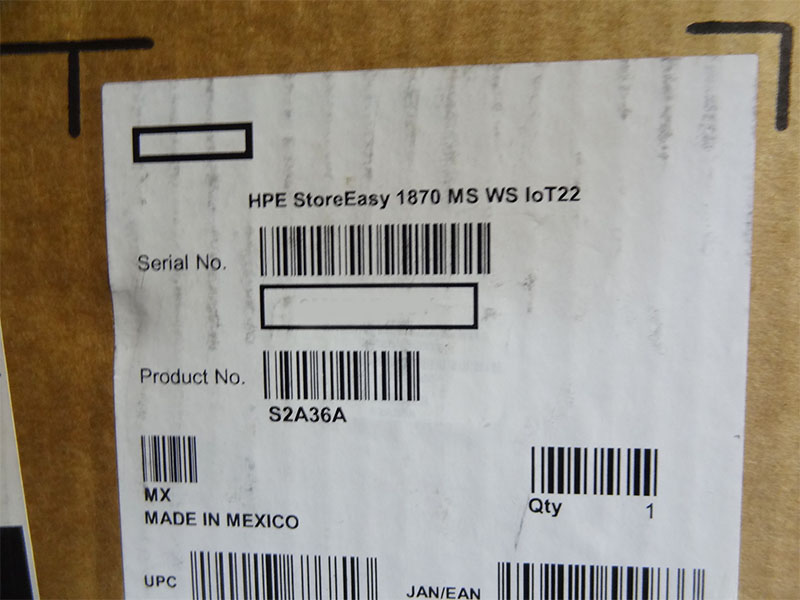 HPE StoreEasy 1870 MS WS IoT22
Serial No.
Product No.
S2A36A
MX
MADE IN MEXICO
Qty 1
UPC
JAN/EAN